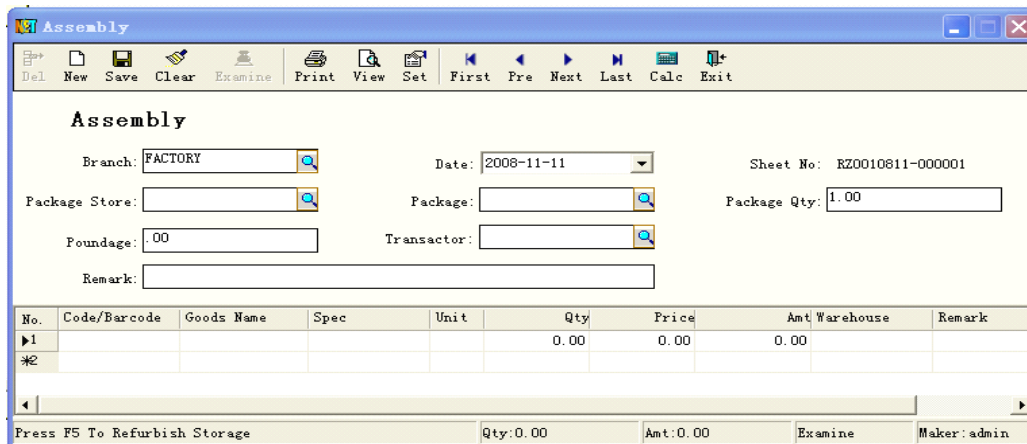 Assembly
Del New Save Clear Examine Print View Set First Pre Next Last Calc Exit
Assembly
Branch: FACTORY Date: 2008-11-11 Sheet No: RZ0010811-000001
Package Store: Package: Package Qty: 1.00
Poundage: .00 Transactor:
Remark:
No. Code/Barcode Goods Name Spec Unit Qty Price Amt Warehouse Remark
1 0.00 0.00 0.00
*2
Press F5 To Refurbish Storage Qty:0.00 Amt:0.00 Examine Maker:admin